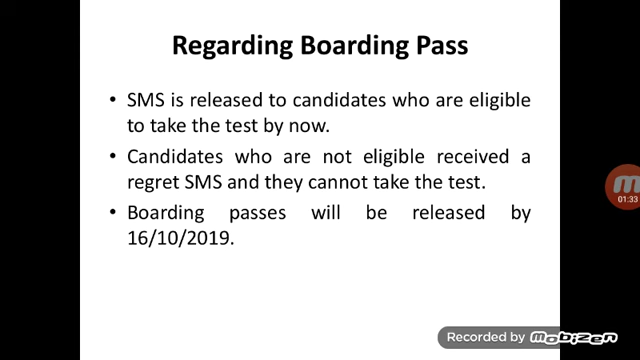 Regarding Boarding Pass
• SMS is released to candidates who are eligible
to take the test by now.
• Candidates who are not eligible received a
regret SMS and they cannot take the test.
• Boarding passes will be released by
16/10/2019.
01:33
Recorded by mobizen